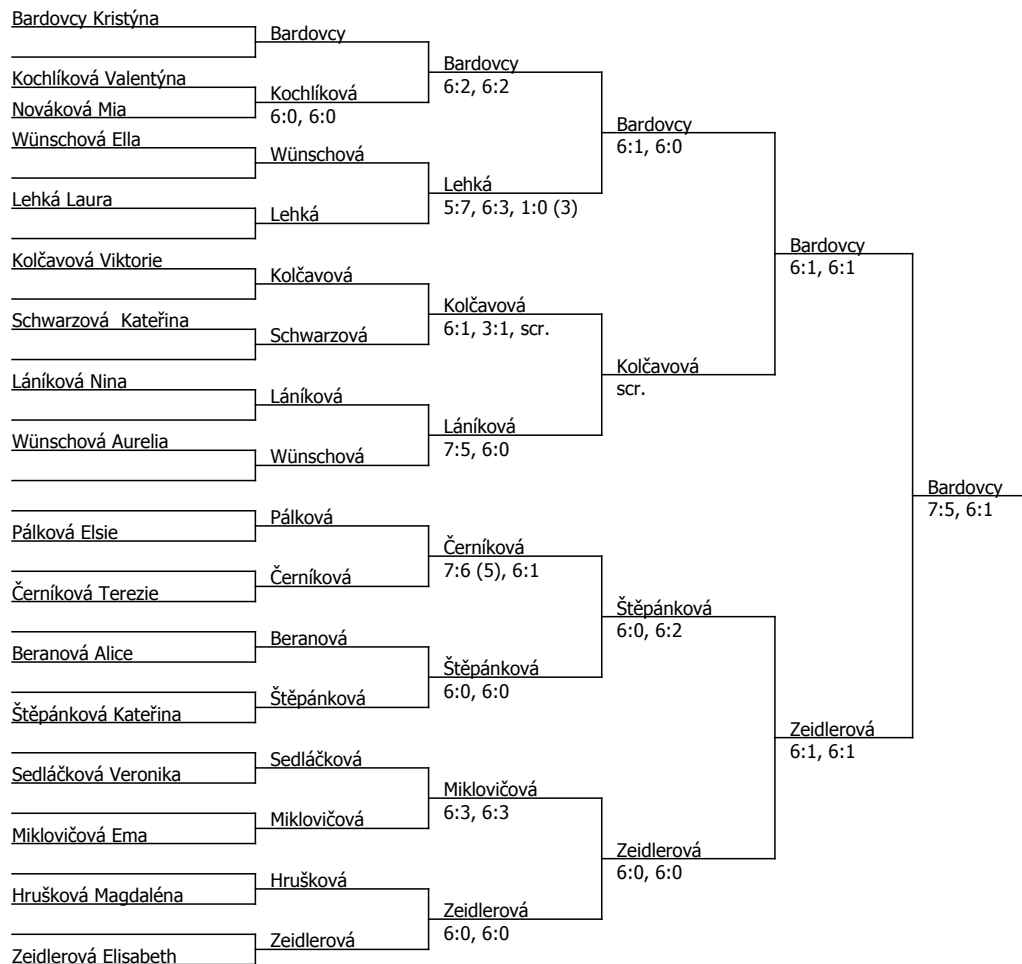 Bardovcy Kristýna
Bardovcy
Bardovcy
6:2, 6:2
Kochlíková Valentýna
Kochlíková
6:0, 6:0
Nováková Mia
Bardovcy
6:1, 6:0
Wünschová Ella
Wünschová
Lehká
5:7, 6:3, 1:0 (3)
Lehká Laura
Lehká
Bardovcy
6:1, 6:1
Kolčavová Viktorie
Kolčavová
Kolčavová
6:1, 3:1, scr.
Schwarzová  Kateřina
Schwarzová
Kolčavová
scr.
Láníková Nina
Láníková
Láníková
7:5, 6:0
Wünschová Aurelia
Wünschová
Bardovcy
7:5, 6:1
Pálková
Pálková Elsie
Černíková
7:6 (5), 6:1
Černíková
Černíková Terezie
Štěpánková
6:0, 6:2
Beranová
Beranová Alice
Štěpánková
6:0, 6:0
Štěpánková
Štěpánková Kateřina
Zeidlerová
6:1, 6:1
Sedláčková
Sedláčková Veronika
Miklovičová
6:3, 6:3
Miklovičová
Miklovičová Ema
Zeidlerová
6:0, 6:0
Hrušková
Hrušková Magdaléna
Zeidlerová
6:0, 6:0
Zeidlerová
Zeidlerová Elisabeth